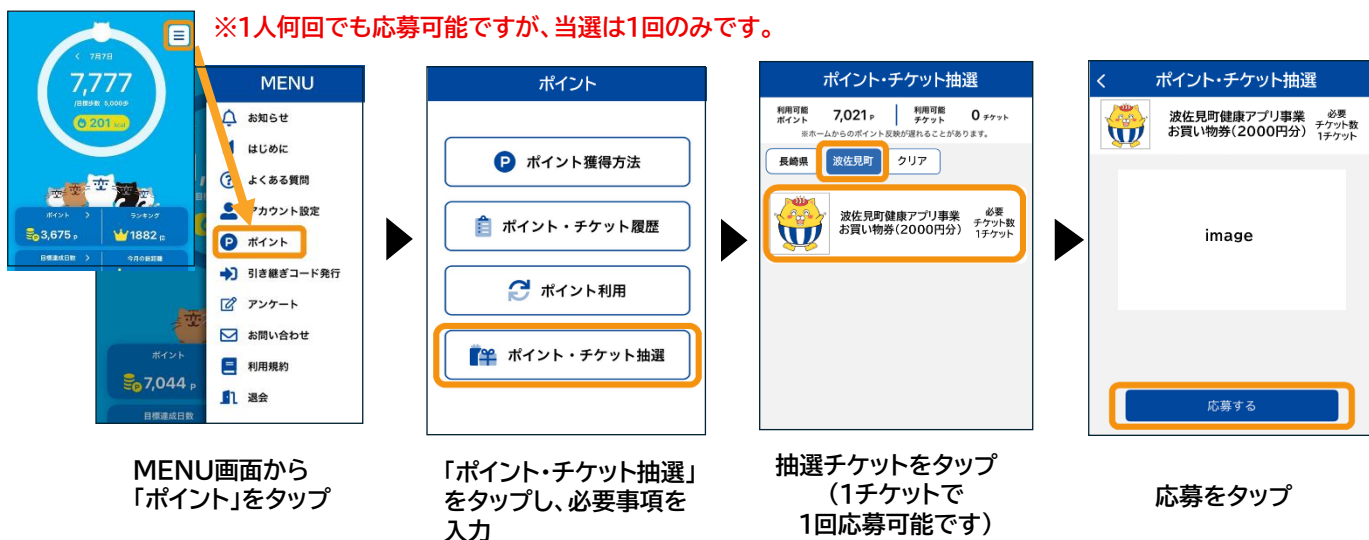 ※1人何回でも応募可能ですが、当選は1回のみです。
7月7日
7,777
/目標歩数 8,000歩
201 kcal
ポイント
ランキング
3,675 P
1882 位
目標達成日数
今月の総距離
ポイント
7,044 P
目標達成日数
MENU
お知らせ
はじめに
よくある質問
アカウント設定
ポイント
引き継ぎコード発行
アンケート
お問い合わせ
利用規約
退会
MENU画面から
「ポイント」をタップ
ポイント
ポイント獲得方法
ポイント・チケット履歴
ポイント利用
ポイント・チケット抽選
「ポイント・チケット抽選」
をタップし、必要事項を
入力
ポイント・チケット抽選
利用可能ポイント 7,021 P 利用可能チケット 0 チケット
※ホームからのポイント反映が遅れることがあります。
長崎県 波佐見町 クリア
波佐見町健康アプリ事業
お買い物券(2000円分)
必要
チケット数
1チケット
抽選チケットをタップ
(1チケットで
1回応募可能です)
ポイント・チケット抽選
波佐見町健康アプリ事業
お買い物券(2000円分)
必要
チケット数
1チケット
image
応募する
応募をタップ